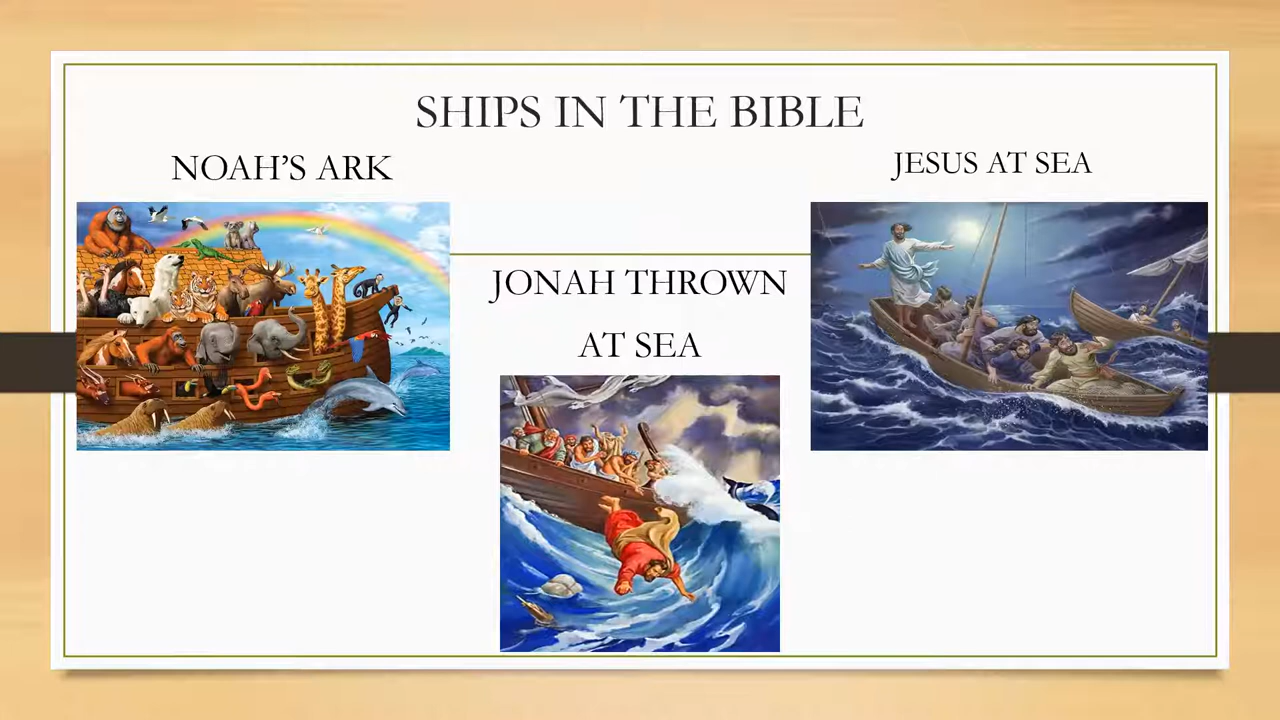 SHIPS IN THE BIBLE
NOAH’S ARK
JESUS AT SEA
JONAH THROWN
AT SEA